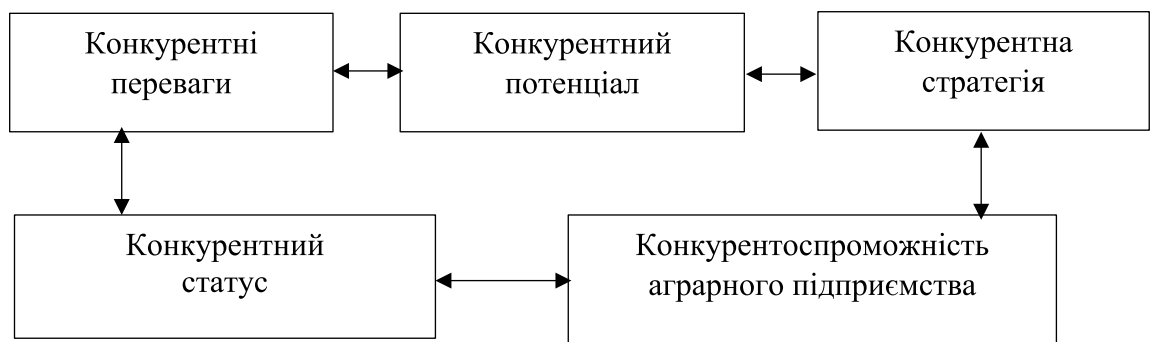 Конкурентні
переваги
Конкурентний
потенціал
Конкурентна
стратегія
Конкурентний
статус
Конкурентоспроможність
аграрного підприємства